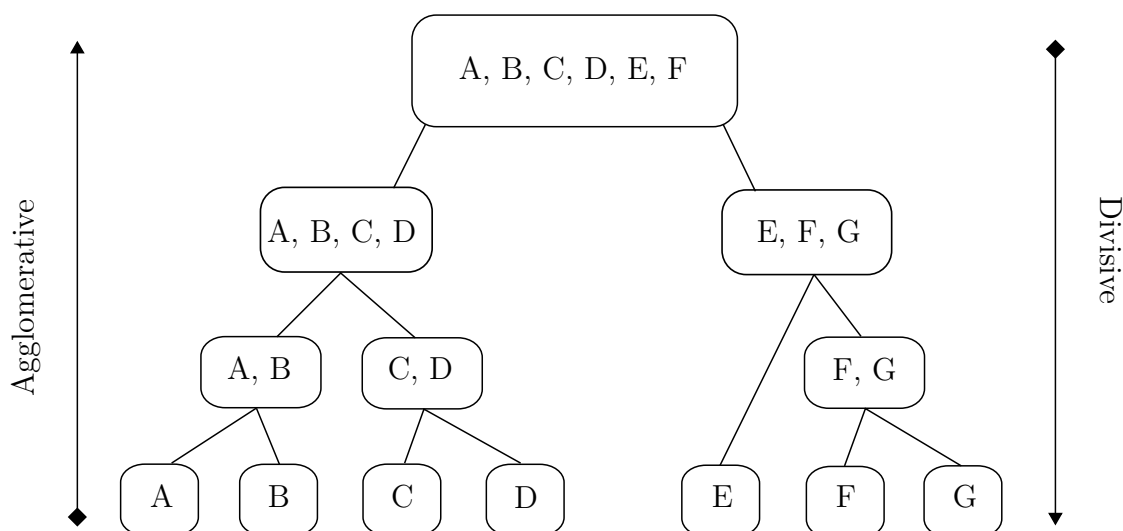 A, B, C, D, E, F
A, B, C, D
E, F, G
Agglomerative
Divisive
A, B
C, D
F, G
A
B
C
D
E
F
G